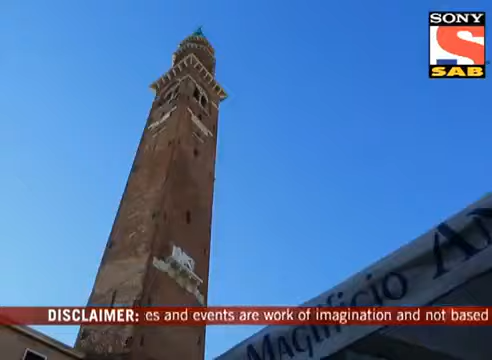 SONY
S
SAB
Maglificio A
DISCLAIMER: es and events are work of imagination and not based